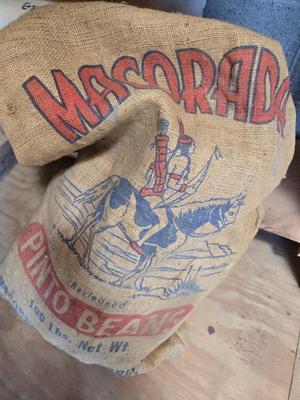 MASORADO
Recleaned
PINTO BEANS
100 Lbs. Net Wt.